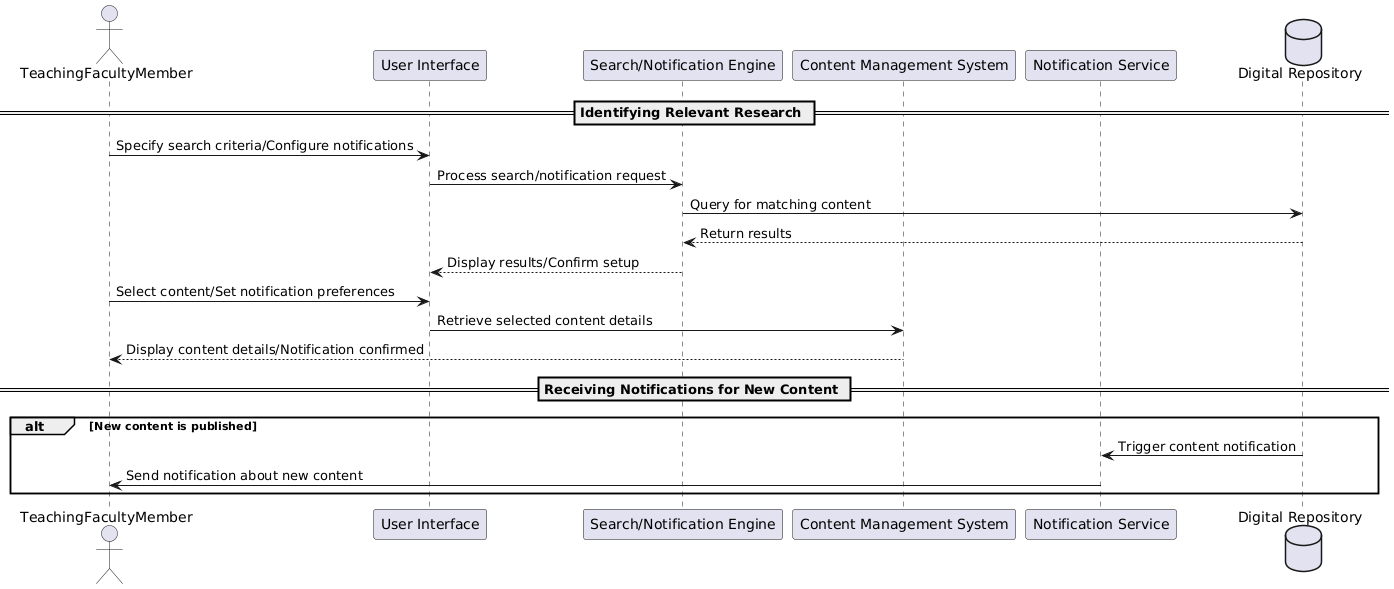 TeachingFacultyMember
User Interface
Search/Notification Engine
Content Management System
Notification Service
Digital Repository
Identifying Relevant Research
Specify search criteria/Configure notifications
Process search/notification request
Query for matching content
Return results
Display results/Confirm setup
Select content/Set notification preferences
Retrieve selected content details
Display content details/Notification confirmed
Receiving Notifications for New Content
alt
[New content is published]
Trigger content notification
Send notification about new content
TeachingFacultyMember
User Interface
Search/Notification Engine
Content Management System
Notification Service
Digital Repository